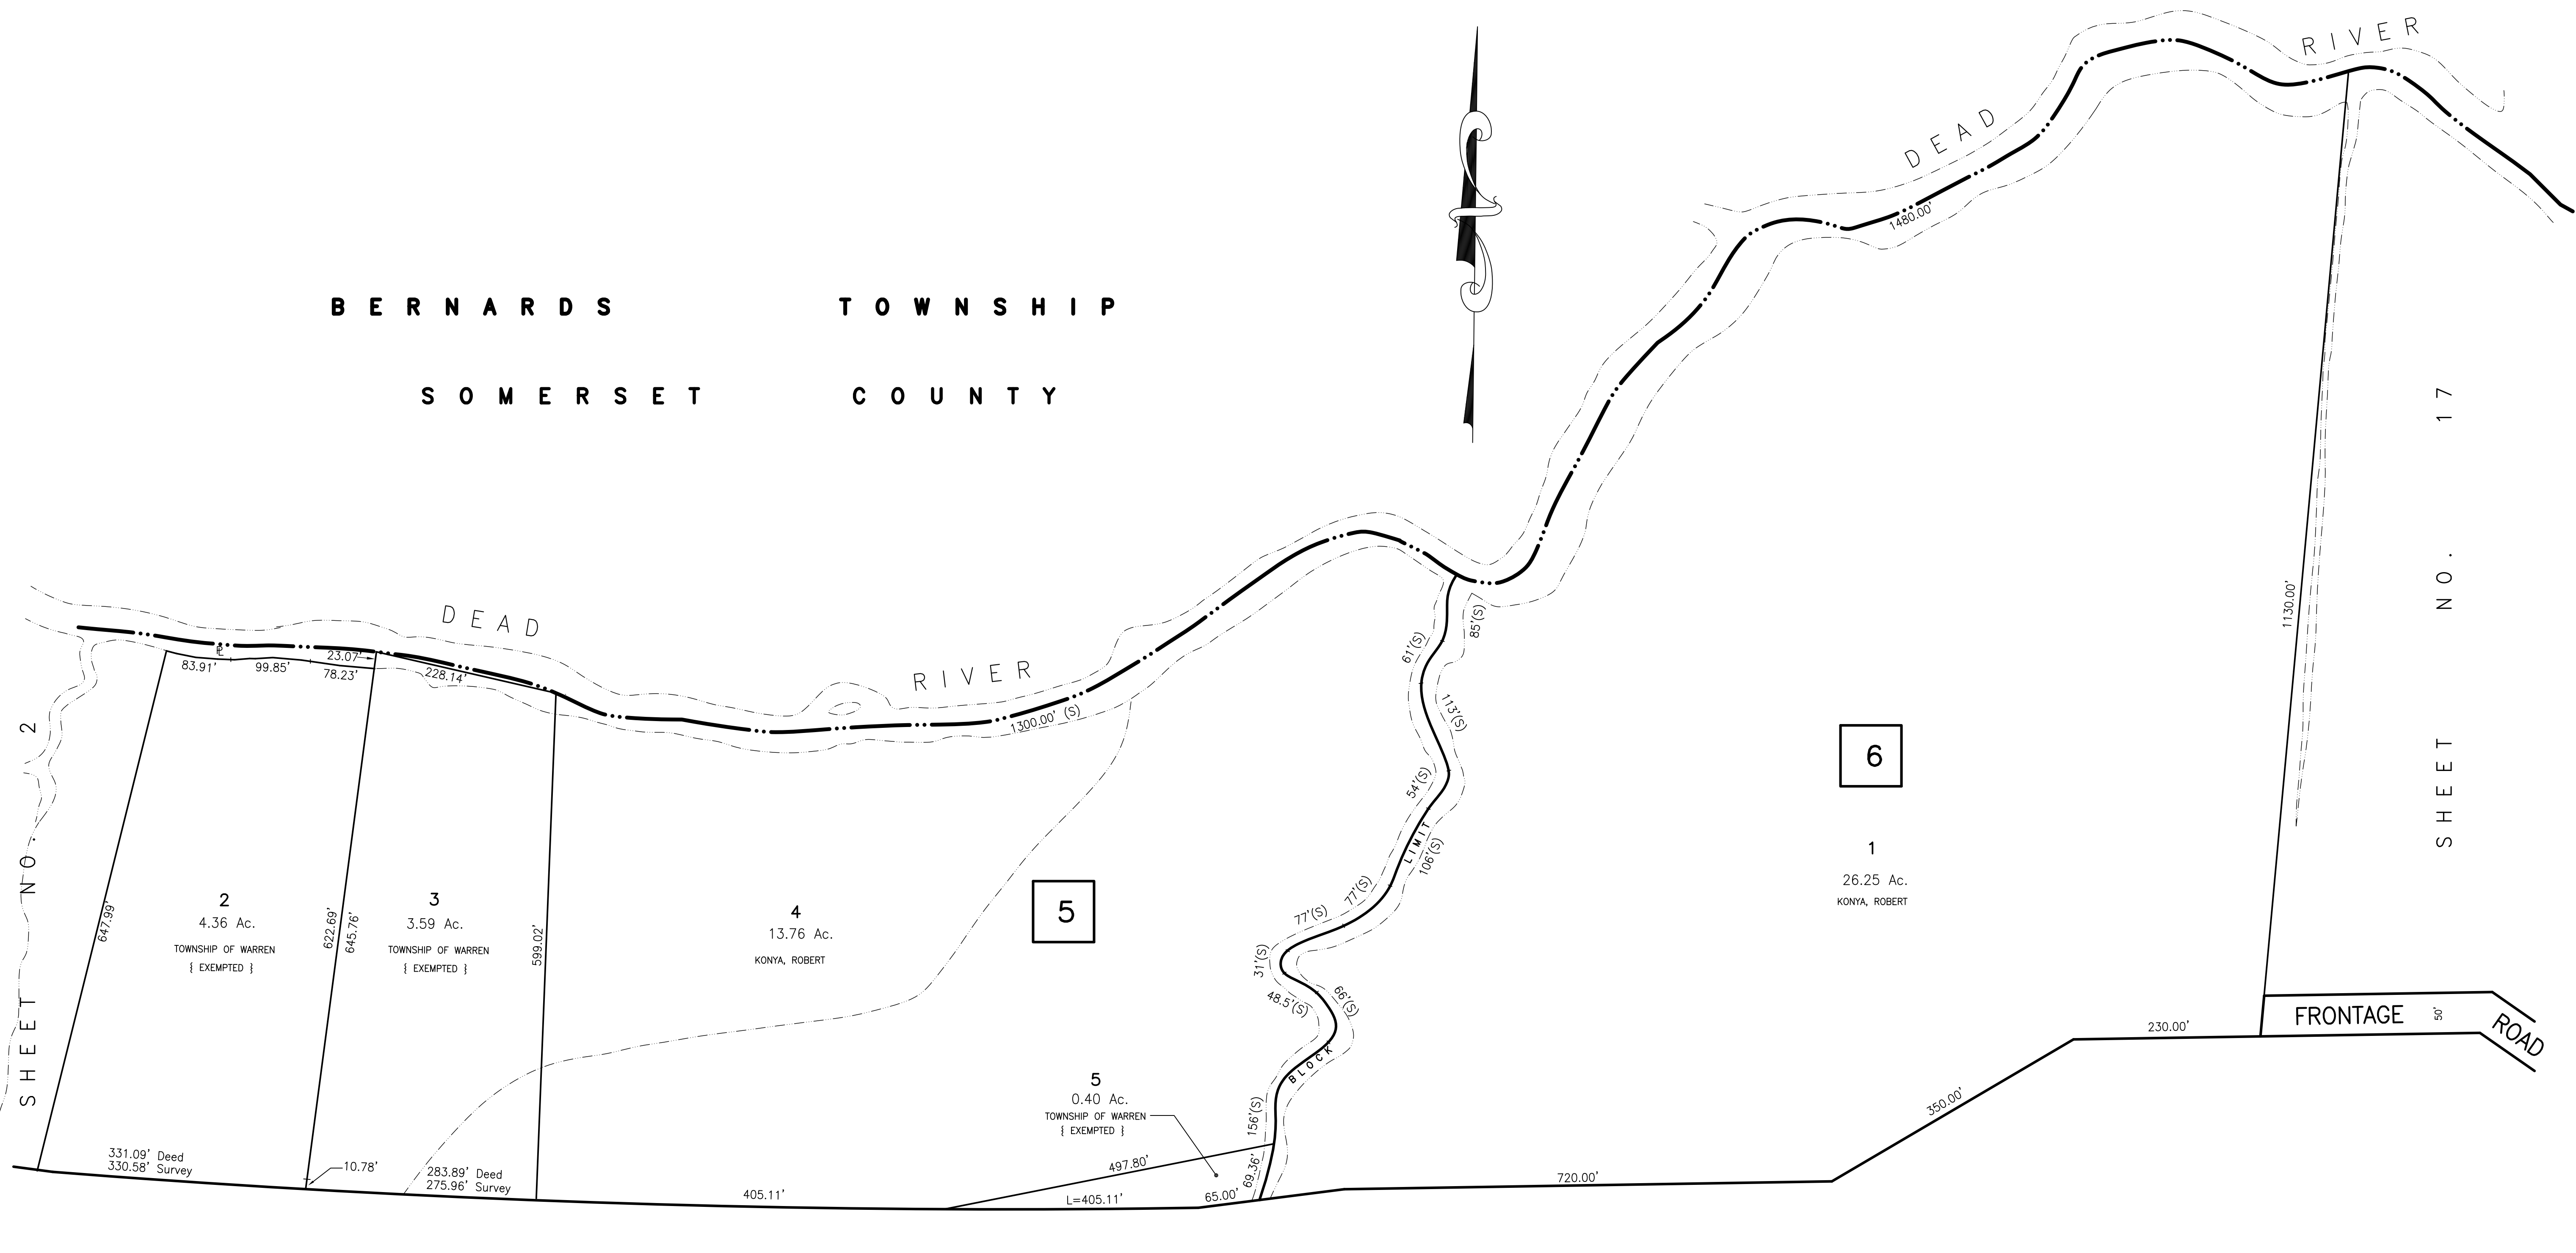 RIVER
DEAD
1480.00'
BERNARDS TOWNSHIP
SOMERSET COUNTY
SHEET NO. 17
1130.00'
DEAD
RIVER
1300.00' (S)
PL
83.91'
99.85'
23.07'
78.23'
228.14'
85'(S)
61'(S)
113'(S)
54'(S)
LIMIT
106'(S)
77'(S)
77'(S)
31'(S)
48.5'(S)
66'(S)
BLOCK
156'(S)
69.36'
SHEET NO. 2
647.99'
2
4.36 Ac.
TOWNSHIP OF WARREN
{ EXEMPTED }
622.69'
645.76'
3
3.59 Ac.
TOWNSHIP OF WARREN
{ EXEMPTED }
599.02'
4
13.76 Ac.
KONYA, ROBERT
5
6
1
26.25 Ac.
KONYA, ROBERT
5
0.40 Ac.
TOWNSHIP OF WARREN
{ EXEMPTED }
FRONTAGE
50'
ROAD
230.00'
350.00'
720.00'
331.09' Deed
330.58' Survey
10.78'
283.89' Deed
275.96' Survey
405.11'
497.80'
L=405.11'
65.00'